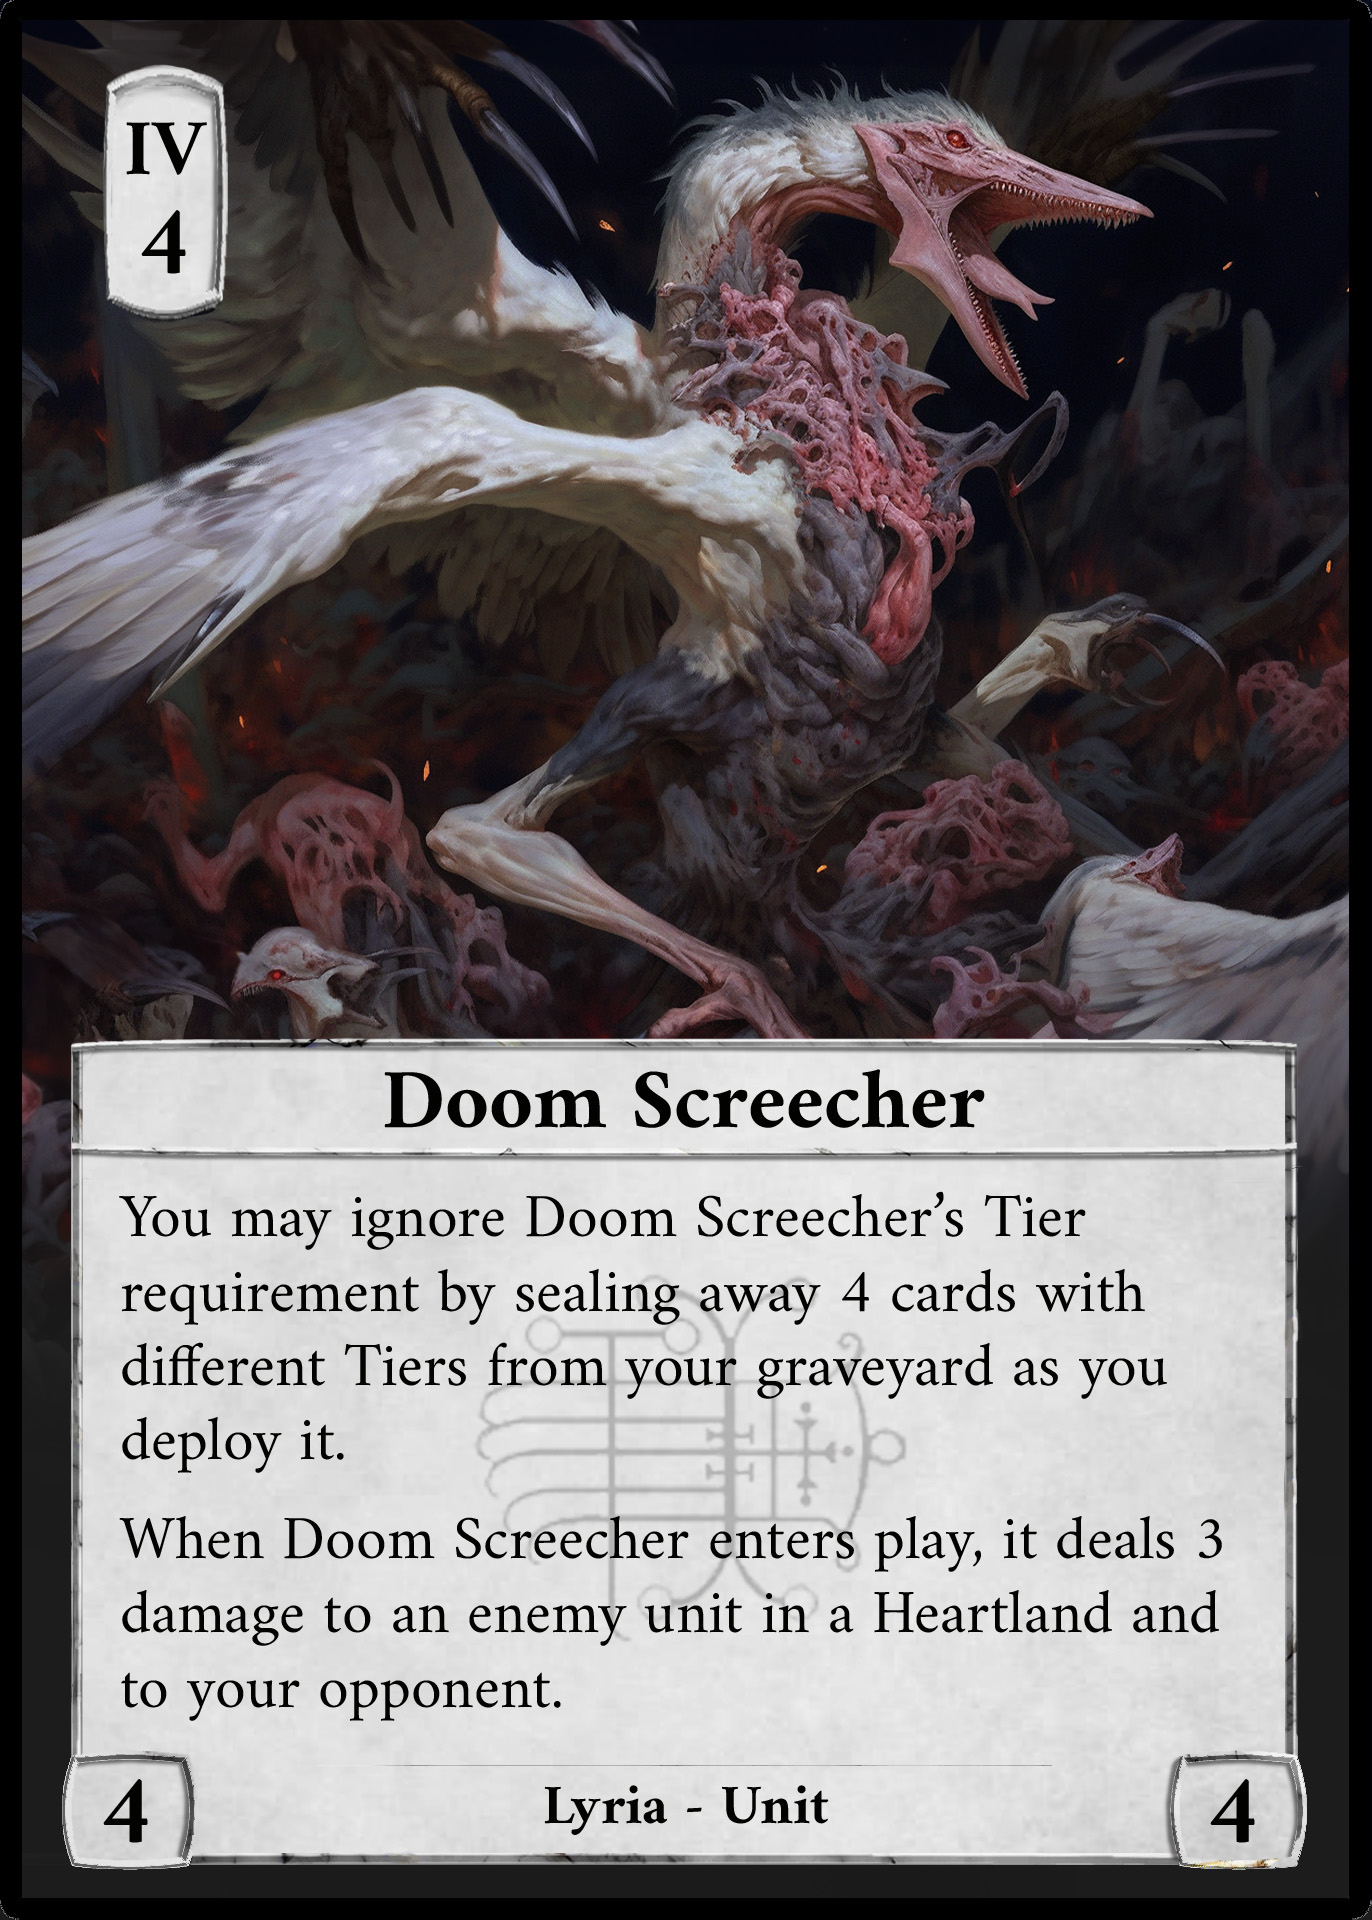 IV
4
Doom Screecher
You may ignore Doom Screecher’s Tier
requirement by sealing away 4 cards with
different Tiers from your graveyard as you
deploy it.
When Doom Screecher enters play, it deals 3
damage to an enemy unit in a Heartland and
to your opponent.
4
Lyria - Unit
4